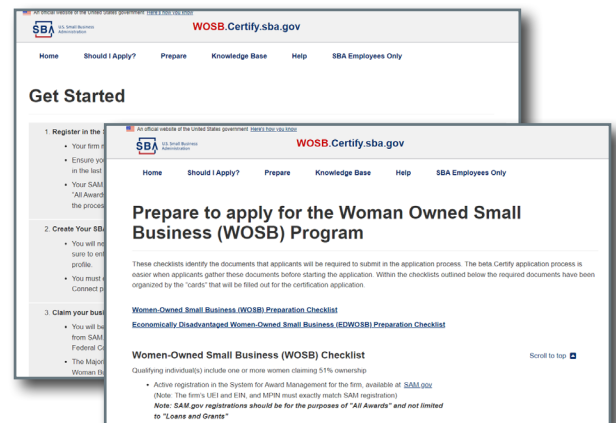 An official website of the United States government Here's how you know
SBA U.S. Small Business
Administration
WOSB.Certify.sba.gov
Home Should I Apply? Prepare Knowledge Base Help SBA Employees Only
Get Started
1. Register in the
• Your firm
• Ensure
in the last
• Your SAM
"All
the
2. Create Your
• You will
sure to
profile.
• You must
Connect
3. Claim your
• You will be
from SAM
Federal
• The
Woman
An official website of the United States government Here's how you know
SBA U.S. Small Business
Administration
WOSB.Certify.sba.gov
Home Should I Apply? Prepare Knowledge Base Help SBA Employees Only
Prepare to apply for the Woman Owned Small
Business (WOSB) Program
These checklists identify the documents that applicants will be required to submit in the application process. The beta.Certify application process is
easier when applicants gather these documents before starting the application. Within the checklists outlined below the required documents have been
organized by the "cards" that will be filled out for the certification application.
Women-Owned Small Business (WOSB) Preparation Checklist
Economically Disadvantaged Women-Owned Small Business (EDWOSB) Preparation Checklist
Women-Owned Small Business (WOSB) Checklist
Scroll to top
Qualifying individual(s) include one or more women claiming 51% ownership
• Active registration in the System for Award Management for the firm, available at: SAM.gov
(Note: The firm's UEI and EIN, and MPIN must exactly match SAM registration)
Note: SAM.gov registrations should be for the purposes of "All Awards" and not limited
to "Loans and Grants"